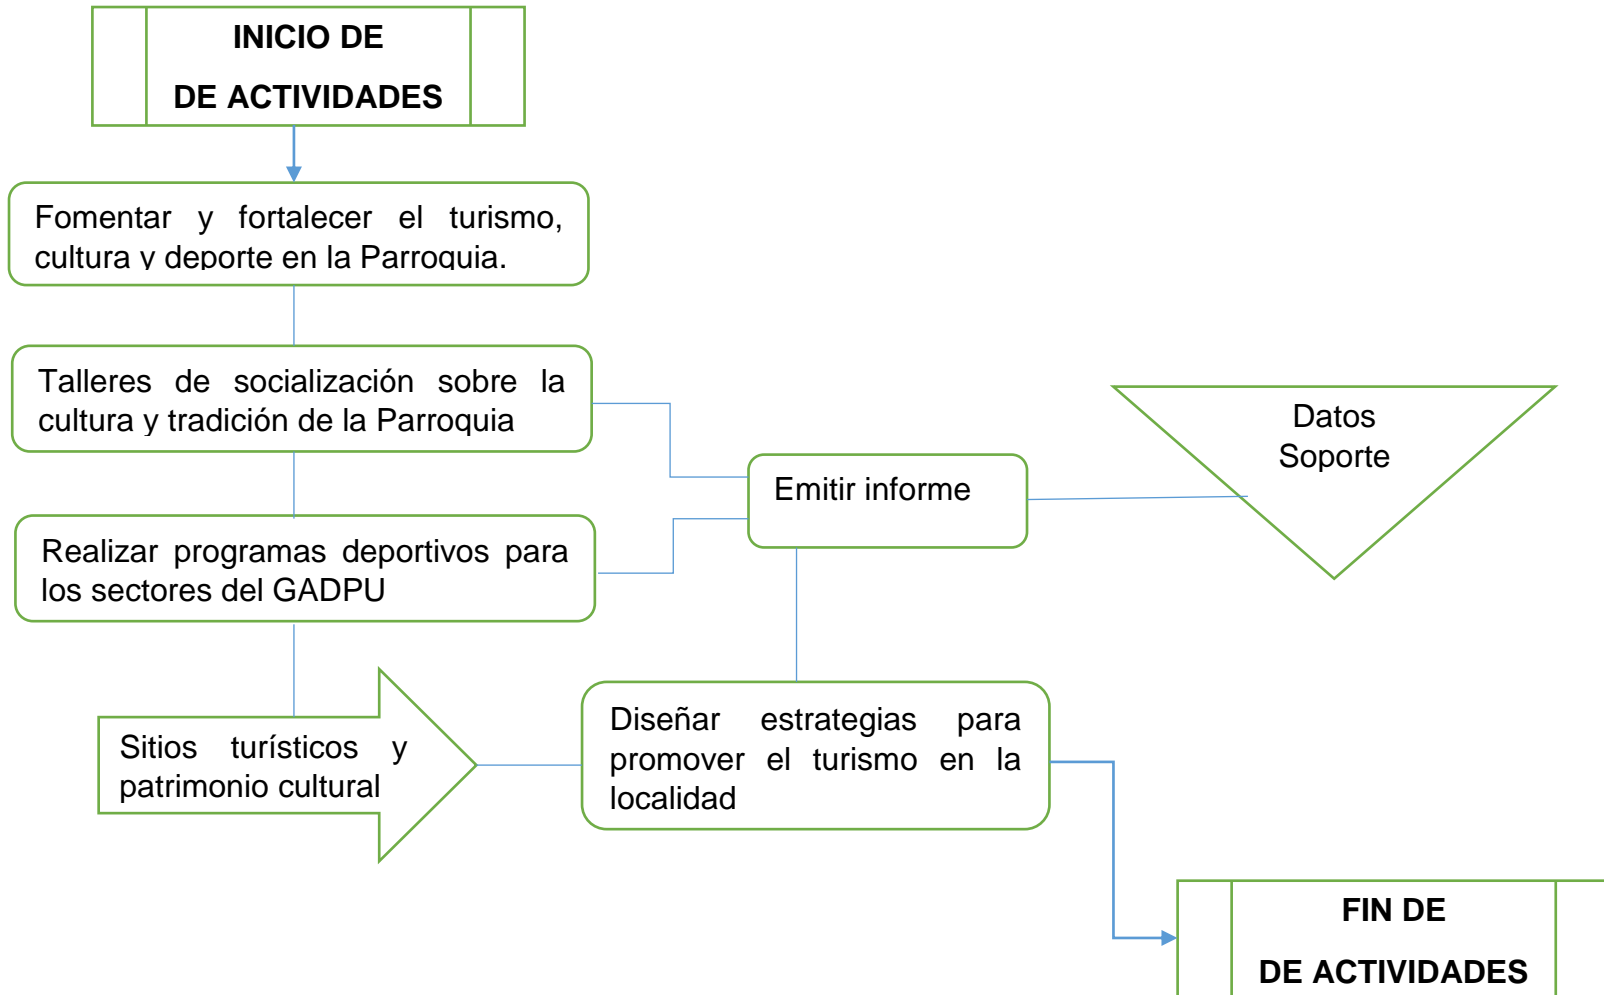 INICIO DE
DE ACTIVIDADES
Fomentar y fortalecer el turismo,
cultura y deporte en la Parroquia.
Talleres de socialización sobre la
cultura y tradición de la Parroquia
Realizar programas deportivos para
los sectores del GADPU
Sitios turísticos y
patrimonio cultural
Emitir informe
Datos
Soporte
Diseñar estrategias para
promover el turismo en la
localidad
FIN DE
DE ACTIVIDADES